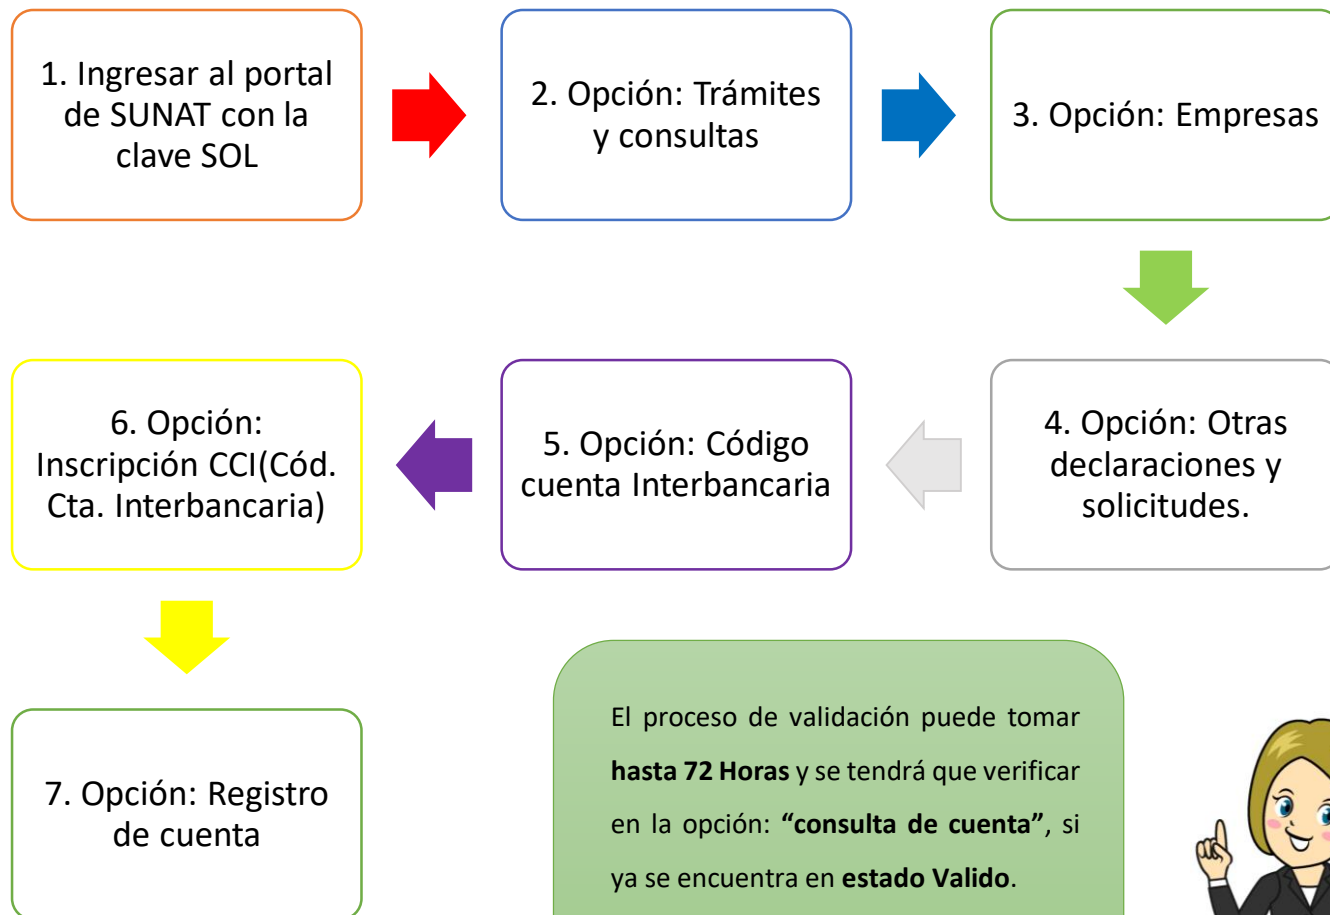 1. Ingresar al portal
de SUNAT con la
clave SOL
2. Opción: Trámites
y consultas
3. Opción: Empresas
4. Opción: Otras
declaraciones y
solicitudes.
5. Opción: Código
cuenta Interbancaria
6. Opción:
Inscripción CCI(Cód.
Cta. Interbancaria)
7. Opción: Registro
de cuenta
El proceso de validación puede tomar
hasta 72 Horas y se tendrá que verificar
en la opción: “consulta de cuenta”, si
ya se encuentra en estado Valido.